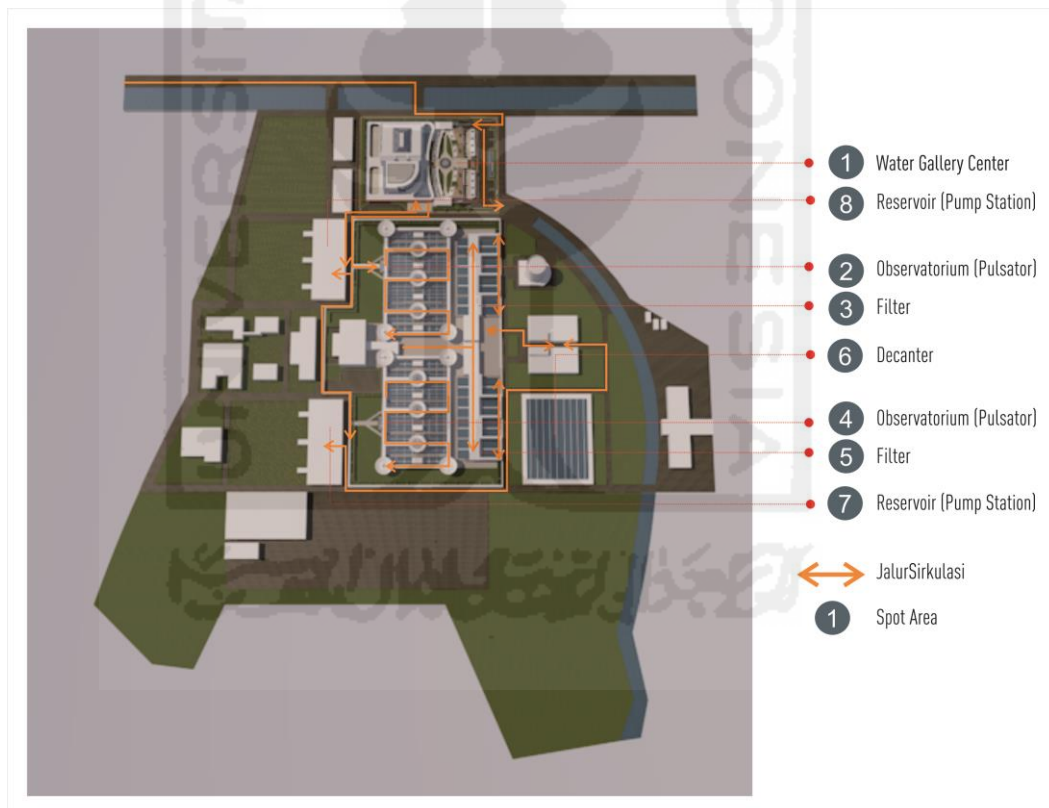 1 Water Gallery Center
8 Reservoir (Pump Station)
2 Observatorium (Pulsator)
3 Filter
6 Decanter
4 Observatorium (Pulsator)
5 Filter
7 Reservoir (Pump Station)
JalurSirkulasi
1 Spot Area